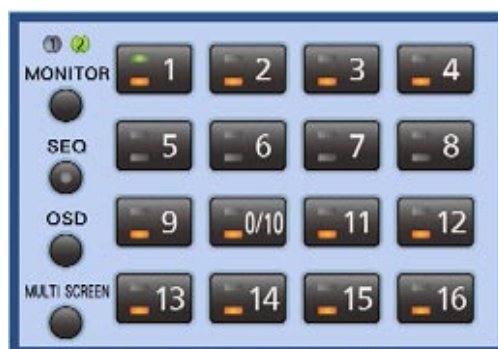 1 2
MONITOR 1 2 3 4
SEQ 5 6 7 8
OSD 9 0/10 11 12
MULTI SCREEN 13 14 15 16